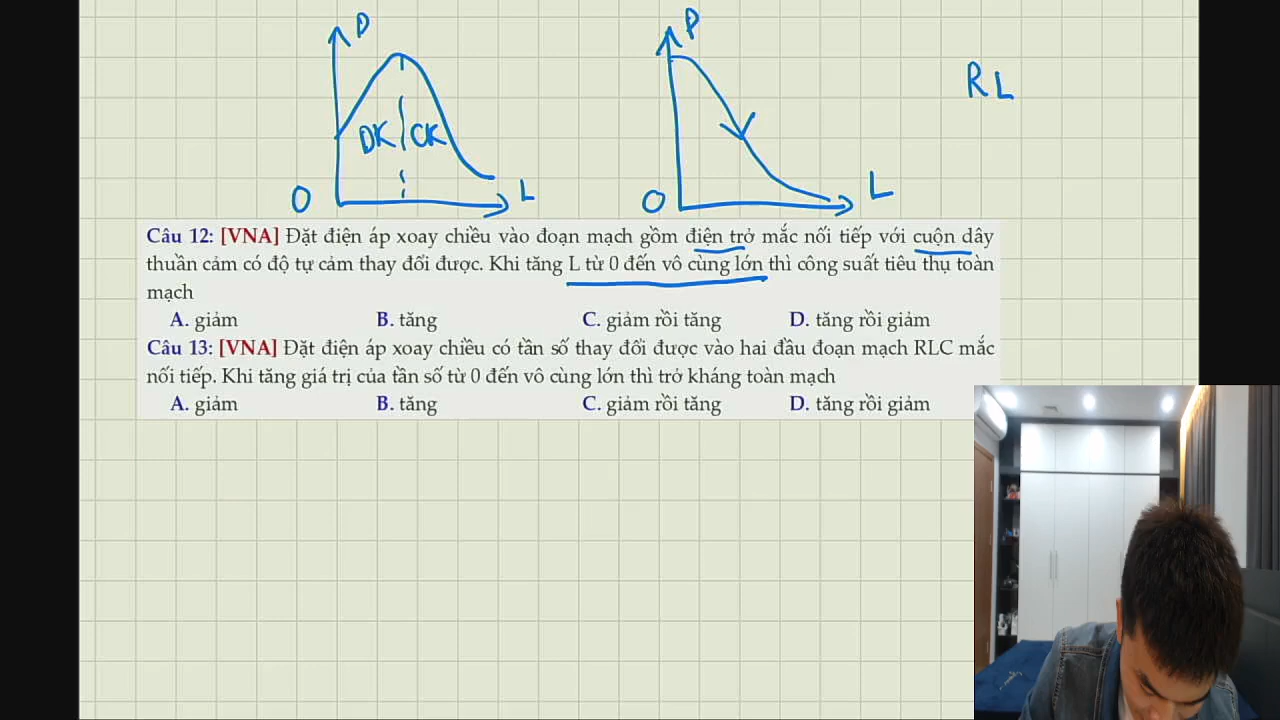 P
P
RL
ĐK CK
O
L
O
L
Câu 12: [VNA] Đặt điện áp xoay chiều vào đoạn mạch gồm điện trở mắc nối tiếp với cuộn dây
thuần cảm có độ tự cảm thay đổi được. Khi tăng L từ 0 đến vô cùng lớn thì công suất tiêu thụ toàn
mạch
A. giảm B. tăng C. giảm rồi tăng D. tăng rồi giảm
Câu 13: [VNA] Đặt điện áp xoay chiều có tần số thay đổi được vào hai đầu đoạn mạch RLC mắc
nối tiếp. Khi tăng giá trị của tần số từ 0 đến vô cùng lớn thì trở kháng toàn mạch
A. giảm B. tăng C. giảm rồi tăng D. tăng rồi giảm